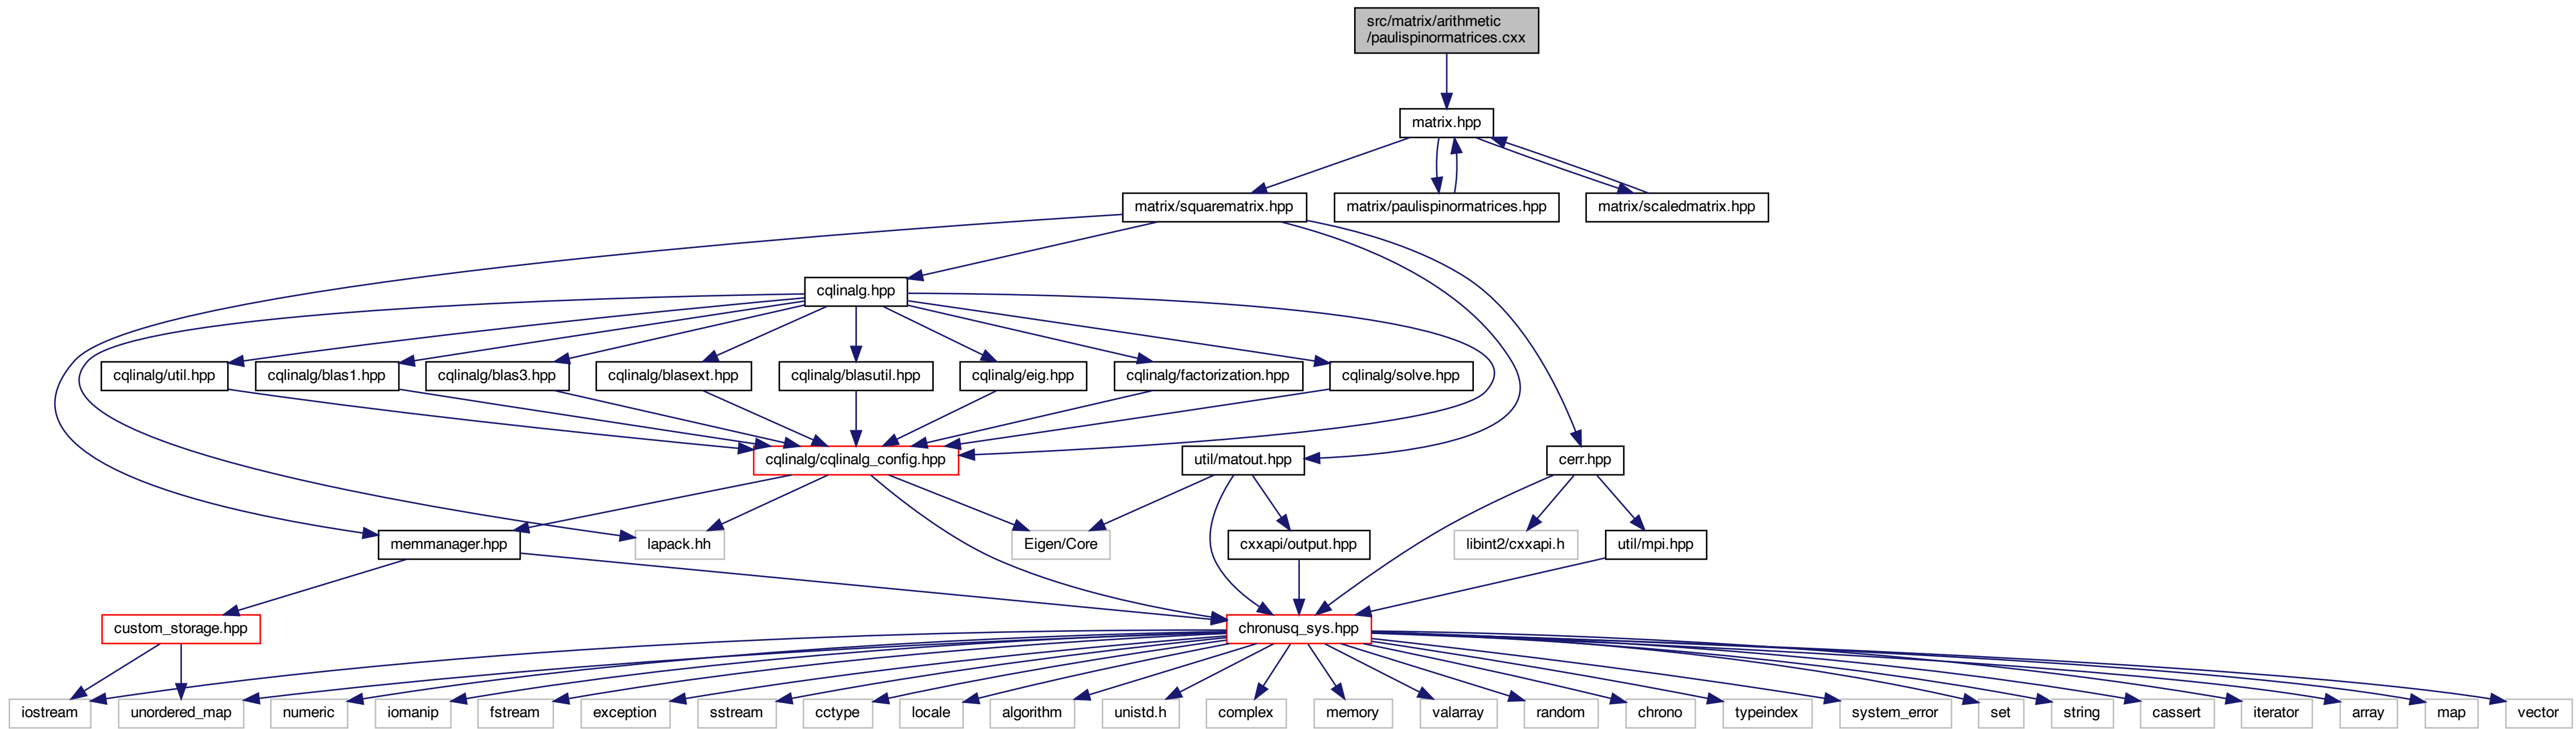 src/matrix/arithmetic
/paulispinormatrices.cxx
matrix.hpp
matrix/squarematrix.hpp
matrix/paulispinormatrices.hpp
matrix/scaledmatrix.hpp
cqlinalg.hpp
cqlinalg/util.hpp
cqlinalg/blas1.hpp
cqlinalg/blas3.hpp
cqlinalg/blasext.hpp
cqlinalg/blasutil.hpp
cqlinalg/eig.hpp
cqlinalg/factorization.hpp
cqlinalg/solve.hpp
cqlinalg/cqlinalg_config.hpp
util/matout.hpp
cerr.hpp
memmanager.hpp
lapack.hh
Eigen/Core
cxxapi/output.hpp
libint2/cxxapi.h
util/mpi.hpp
custom_storage.hpp
chronusq_sys.hpp
iostream
unordered_map
numeric
iomanip
fstream
exception
sstream
cctype
locale
algorithm
unistd.h
complex
memory
valarray
random
chrono
typeindex
system_error
set
string
cassert
iterator
array
map
vector